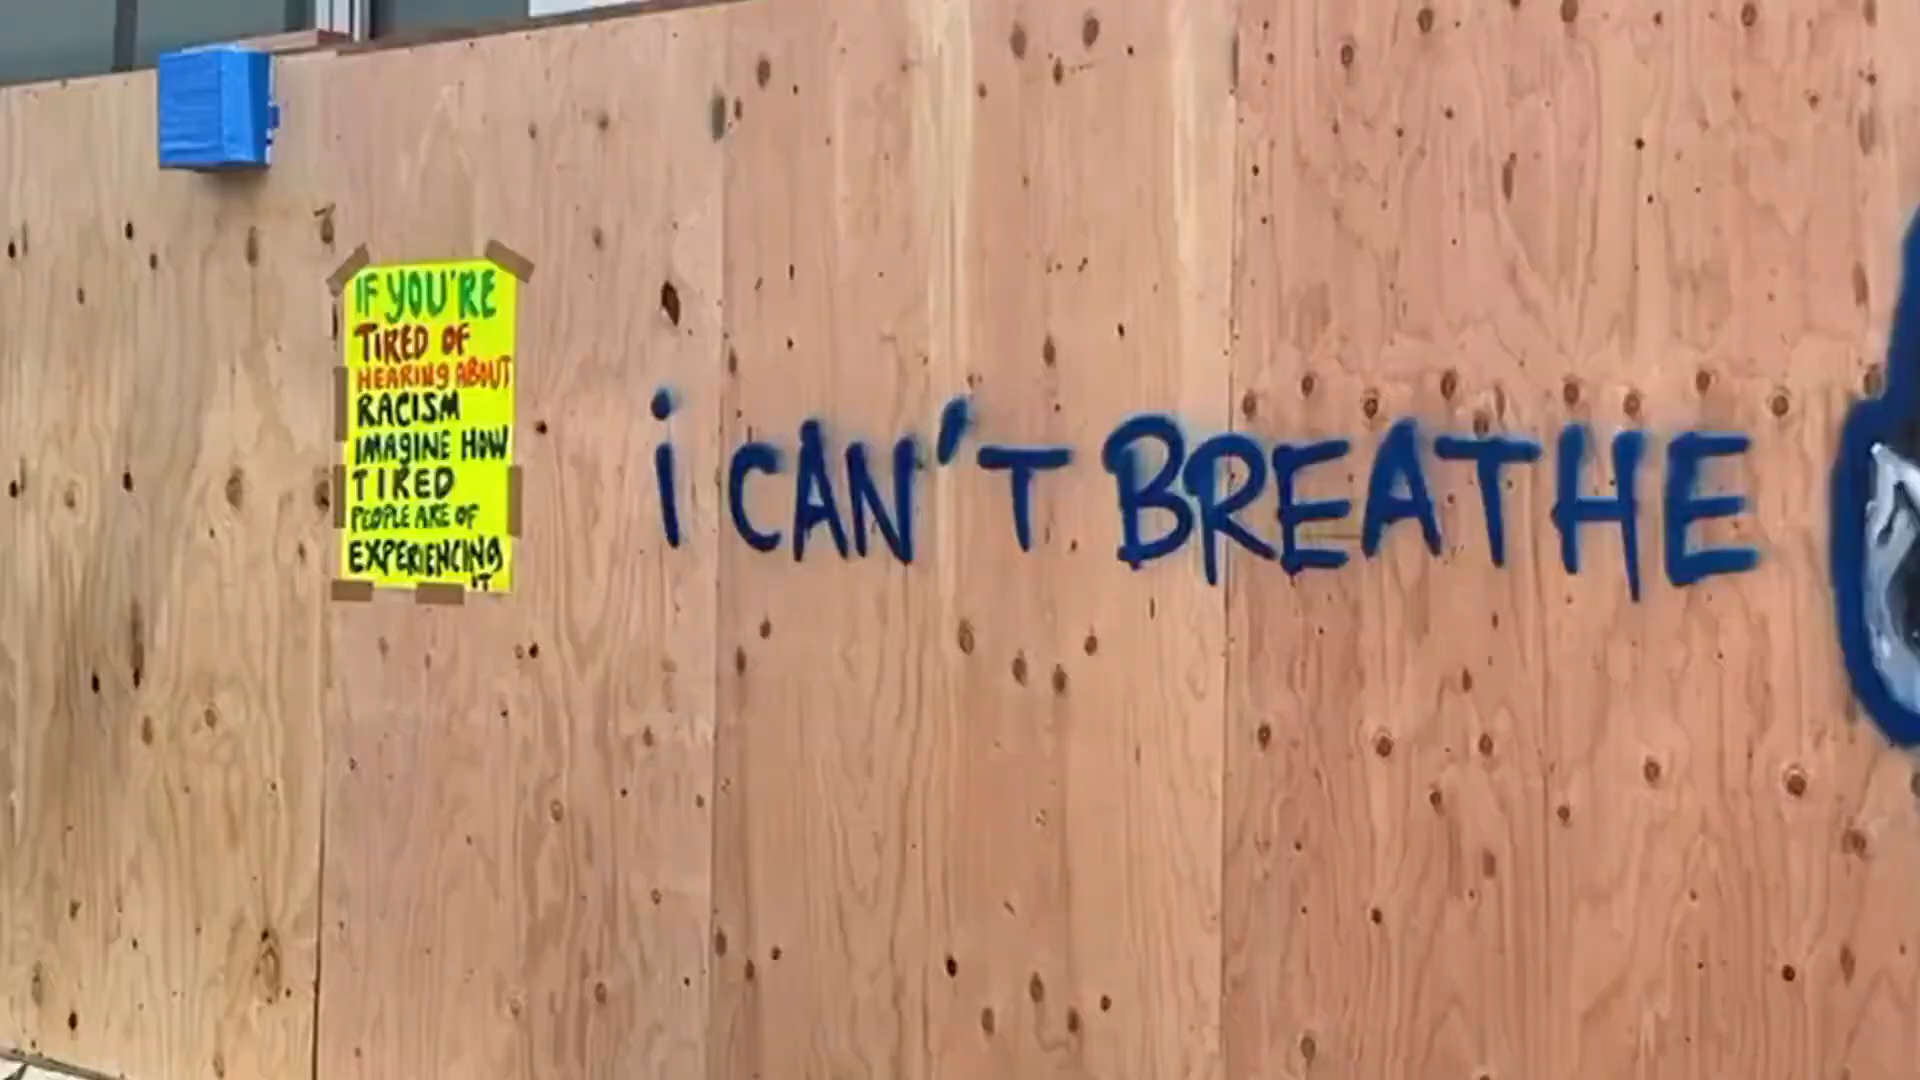 IF YOU'RE
TIRED OF
HEARING ABOUT
RACISM
IMAGINE HOW
TIRED
PEOPLE ARE OF
EXPERIENCING
IT
i CAN'T BREATHE